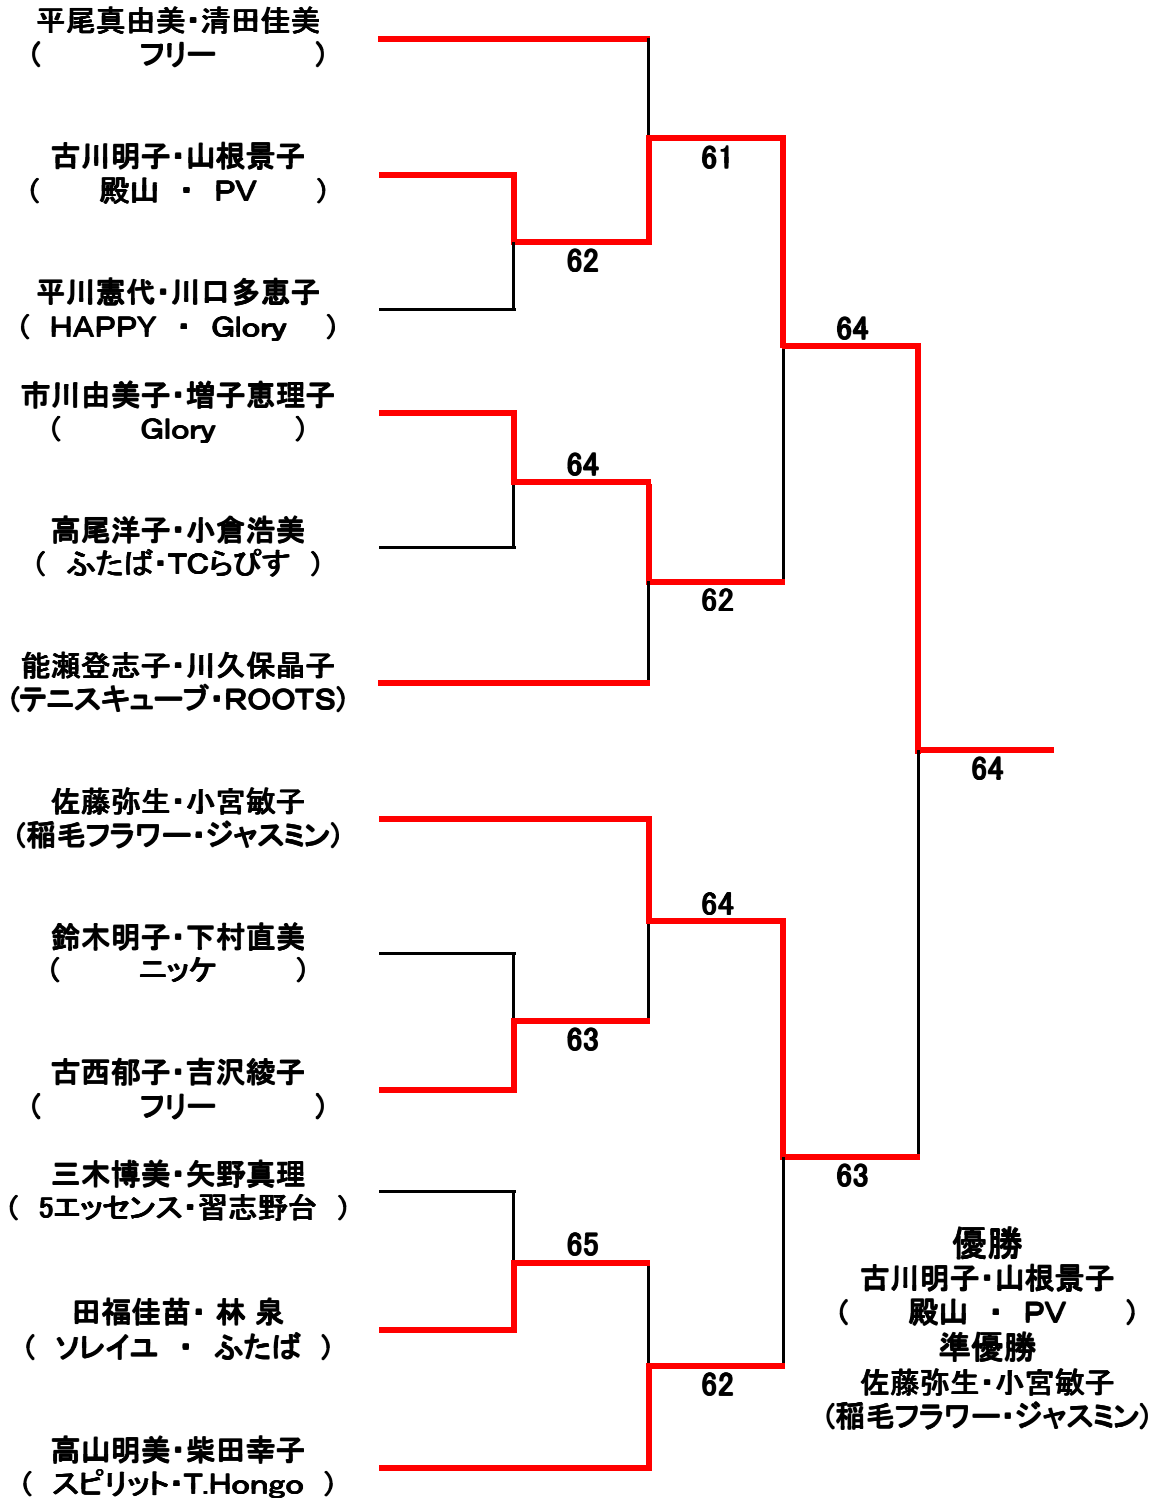 平尾真由美・清田佳美
(　フリー　)
61
古川明子・山根景子
(　殿山　・　PV　)
62
平川憲代・川口多恵子
(　HAPPY　・　Glory　)
64
市川由美子・増子恵理子
(　Glory　)
64
高尾洋子・小倉浩美
(　ふたば・TCらぴす　)
62
能瀬登志子・川久保晶子
(テニスキューブ・ROOTS)
64
佐藤弥生・小宮敏子
(稲毛フラワー・ジャスミン)
64
鈴木明子・下村直美
(　ニッケ　)
63
古西郁子・吉沢綾子
(　フリー　)
三木博美・矢野真理
(　5エッセンス・習志野台　)
63
65
田福佳苗・ 林 泉
(　ソレイユ　・　ふたば　)
62
高山明美・柴田幸子
(　スピリット・T.Hongo　)
優勝
古川明子・山根景子
(　殿山　・　PV　)
準優勝
佐藤弥生・小宮敏子
(稲毛フラワー・ジャスミン)